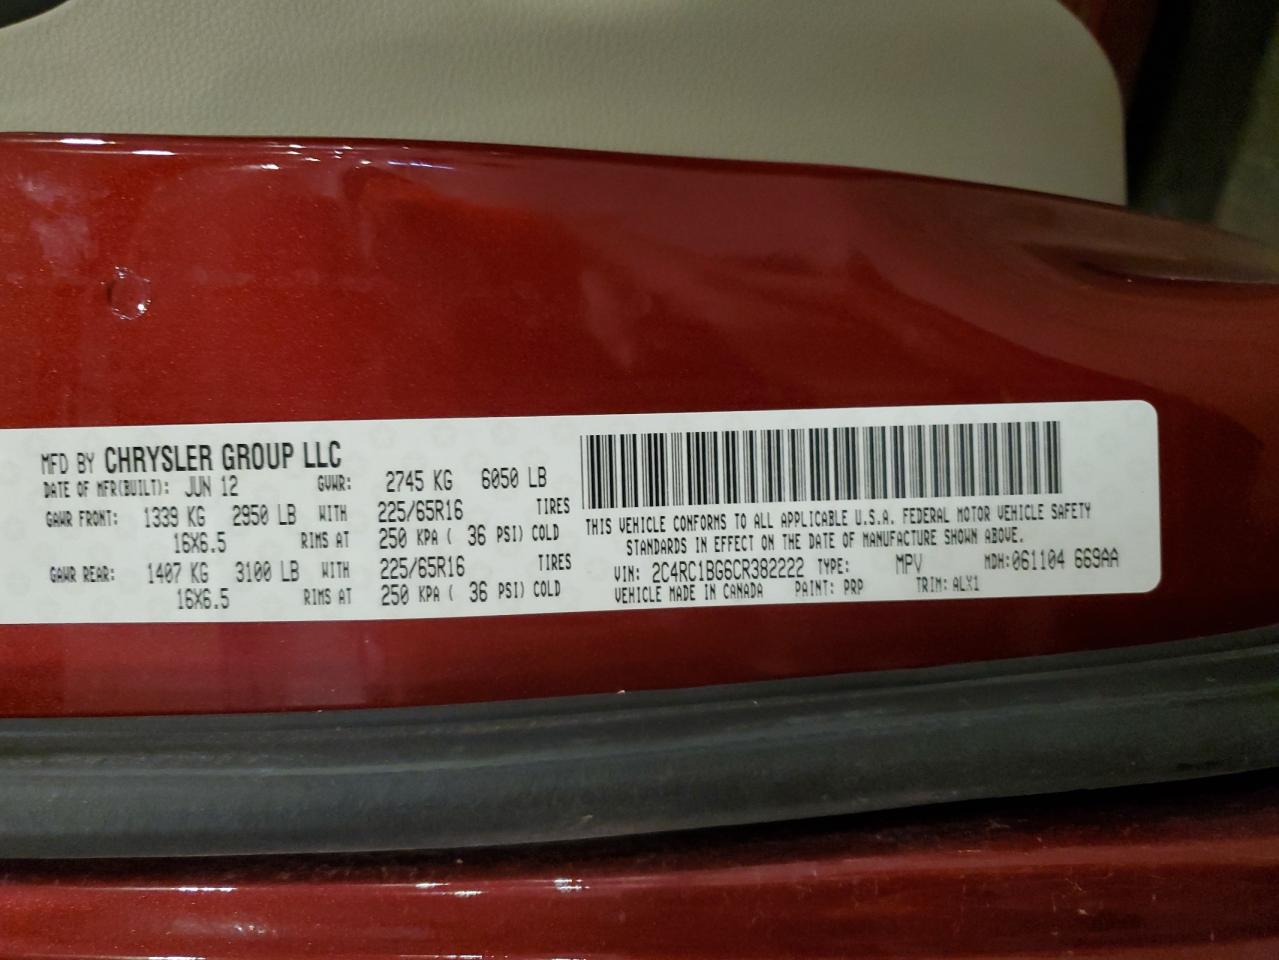 MFD BY CHRYSLER GROUP LLC
DATE OF MFR(BUILT): JUN 12 GVWR: 2745 KG 6050 LB
GAWR FRONT: 1339 KG 2950 LB WITH 225/65R16 TIRES
16X6.5 RIMS AT 250 KPA ( 36 PSI) COLD
GAWR REAR: 1407 KG 3100 LB WITH 225/65R16 TIRES
16X6.5 RIMS AT 250 KPA ( 36 PSI) COLD
THIS VEHICLE CONFORMS TO ALL APPLICABLE U.S.A. FEDERAL MOTOR VEHICLE SAFETY
STANDARDS IN EFFECT ON THE DATE OF MANUFACTURE SHOWN ABOVE.
VIN: 2C4RC1BG6CR382222 TYPE: MPV MDH:061104 669AA
VEHICLE MADE IN CANADA PAINT: PRP TRIM: ALX1